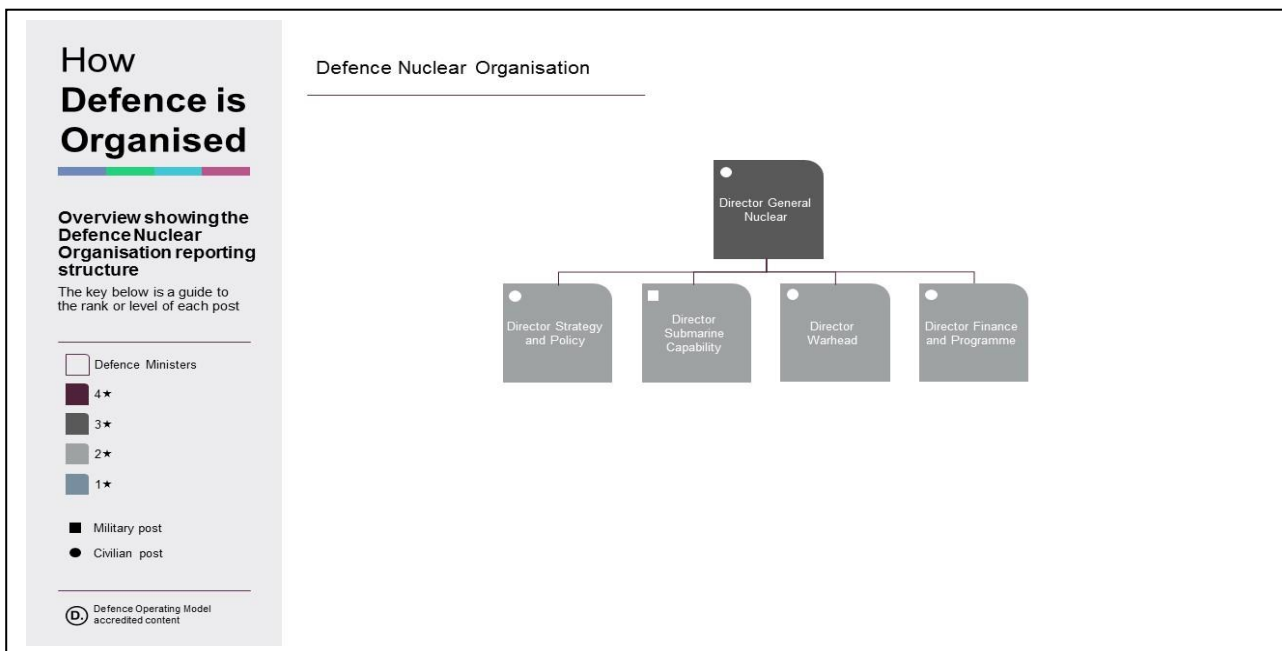 How
Defence is
Organised
Overview showing the
Defence Nuclear
Organisation reporting
structure
The key below is a guide to
the rank or level of each post
Defence Ministers
4★
3★
2★
1★
Military post
Civilian post
D.
Defence Operating Model
accredited content
Defence Nuclear Organisation
Director General
Nuclear
Director Strategy
and Policy
Director
Submarine
Capability
Director
Warhead
Director Finance
and Programme